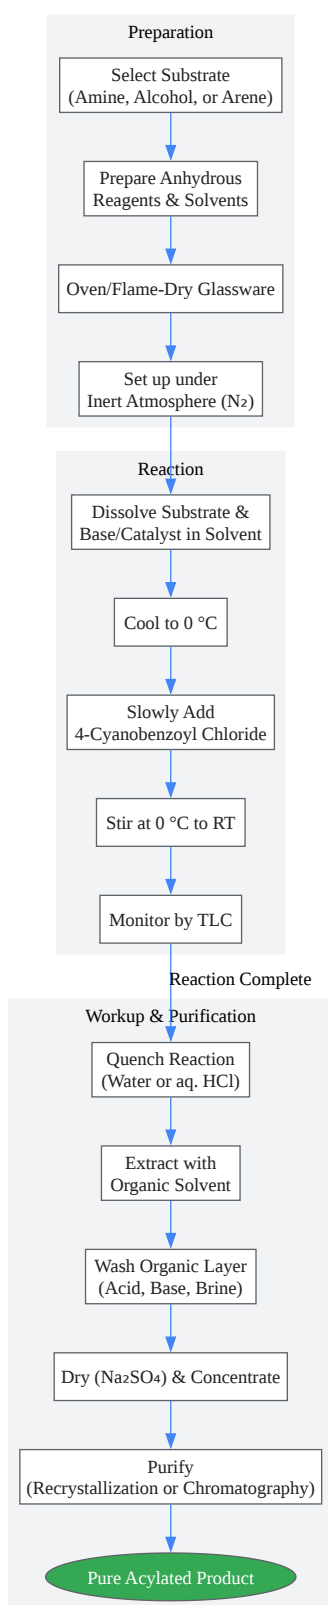 Preparation
Select Substrate
(Amine, Alcohol, or Arene)
Prepare Anhydrous
Reagents & Solvents
Oven/Flame-Dry Glassware
Set up under
Inert Atmosphere (N₂)
Reaction
Dissolve Substrate &
Base/Catalyst in Solvent
Cool to 0 °C
Slowly Add
4-Cyanobenzoyl Chloride
Stir at 0 °C to RT
Monitor by TLC
Reaction Complete
Workup & Purification
Quench Reaction
(Water or aq. HCl)
Extract with
Organic Solvent
Wash Organic Layer
(Acid, Base, Brine)
Dry (Na₂SO₄) & Concentrate
Purify
(Recrystallization or Chromatography)
Pure Acylated Product